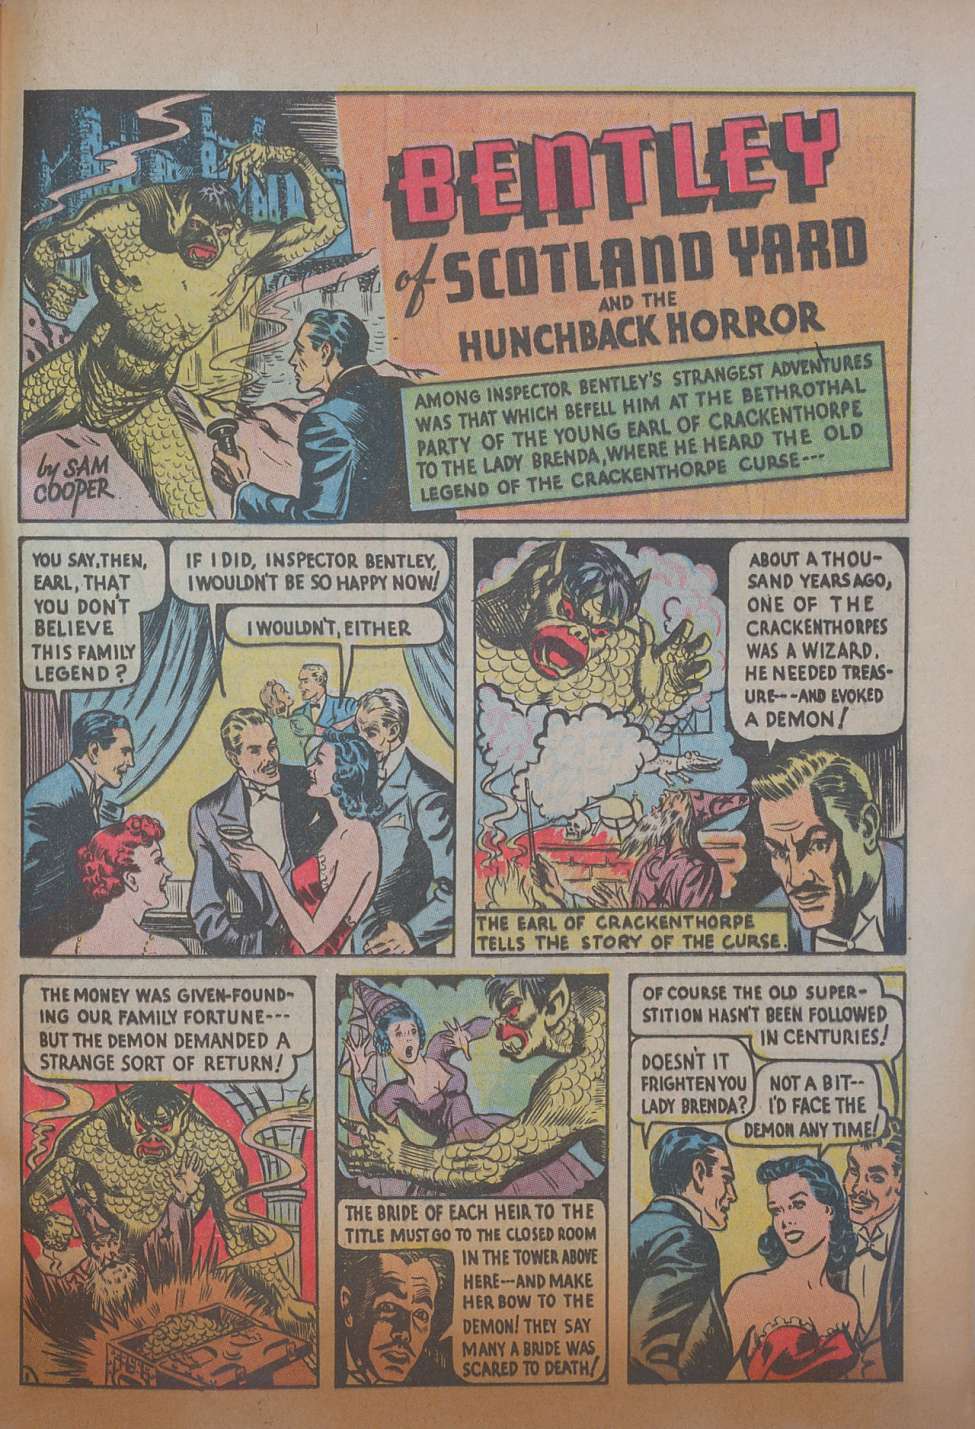 BENTLEY
of SCOTLAND YARD
AND THE
HUNCHBACK HORROR
AMONG INSPECTOR BENTLEY'S STRANGEST ADVENTURES
WAS THAT WHICH BEFELL HIM AT THE BETHROTHAL
PARTY OF THE YOUNG EARL OF CRACKENTHORPE
TO THE LADY BRENDA, WHERE HE HEARD THE OLD
LEGEND OF THE CRACKENTHORPE CURSE---
by SAM
COOPER
YOU SAY, THEN,
EARL, THAT
YOU DON'T
BELIEVE
THIS FAMILY
LEGEND?
IF I DID, INSPECTOR BENTLEY,
I WOULDN'T BE SO HAPPY NOW!
I WOULDN'T, EITHER
ABOUT A THOU-
SAND YEARS AGO,
ONE OF THE
CRACKENTHORPES
WAS A WIZARD.
HE NEEDED TREAS-
URE---AND EVOKED
A DEMON!
THE EARL OF CRACKENTHORPE
TELLS THE STORY OF THE CURSE.
THE MONEY WAS GIVEN-FOUND-
ING OUR FAMILY FORTUNE---
BUT THE DEMON DEMANDED A
STRANGE SORT OF RETURN!
THE BRIDE OF EACH HEIR TO THE
TITLE MUST GO TO THE CLOSED ROOM
IN THE TOWER ABOVE
HERE---AND MAKE
HER BOW TO THE
DEMON! THEY SAY
MANY A BRIDE WAS
SCARED TO DEATH!
OF COURSE THE OLD SUPER-
STITION HASN'T BEEN FOLLOWED
IN CENTURIES!
DOESN'T IT
FRIGHTEN YOU
LADY BRENDA?
NOT A BIT--
I'D FACE THE
DEMON ANY TIME!